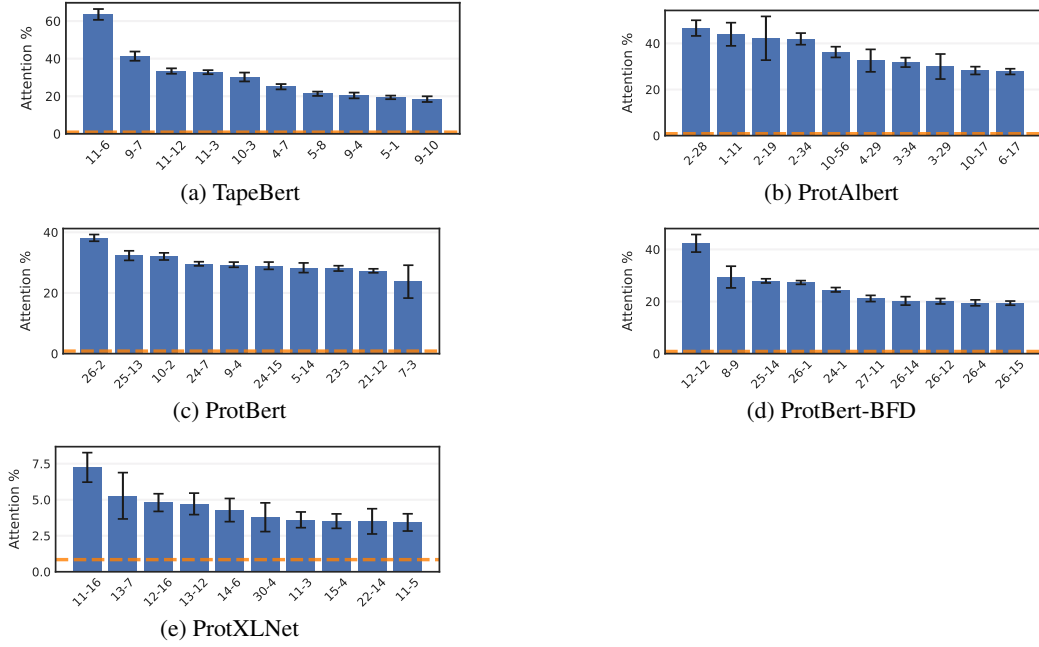 Attention %
60
40
20
0
11-6 9-7 11-12 11-3 10-3 4-7 5-8 9-4 5-1 9-10
(a) TapeBert
Attention %
40
20
0
2-28 1-11 2-19 2-34 10-56 4-29 3-34 3-29 10-17 6-17
(b) ProtAlbert
Attention %
40
20
0
26-2 25-13 10-2 24-7 9-4 24-15 5-14 23-3 21-12 7-3
(c) ProtBert
Attention %
40
20
0
12-12 8-9 25-14 26-1 24-1 27-11 26-14 26-12 26-4 26-15
(d) ProtBert-BFD
Attention %
7.5
5.0
2.5
0.0
11-16 13-7 12-16 13-12 14-6 30-4 11-3 15-4 22-14 11-5
(e) ProtXLNet